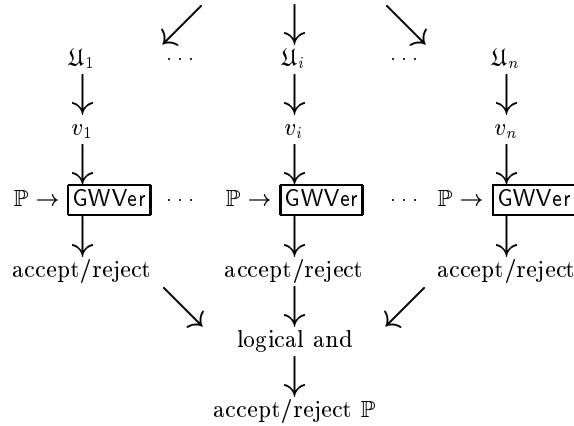 𝔘₁ ··· 𝔘ᵢ ··· 𝔘ₙ
v₁ vᵢ vₙ
ℙ → GWVer ··· ℙ → GWVer ··· ℙ → GWVer
accept/reject accept/reject accept/reject
logical and
accept/reject ℙ